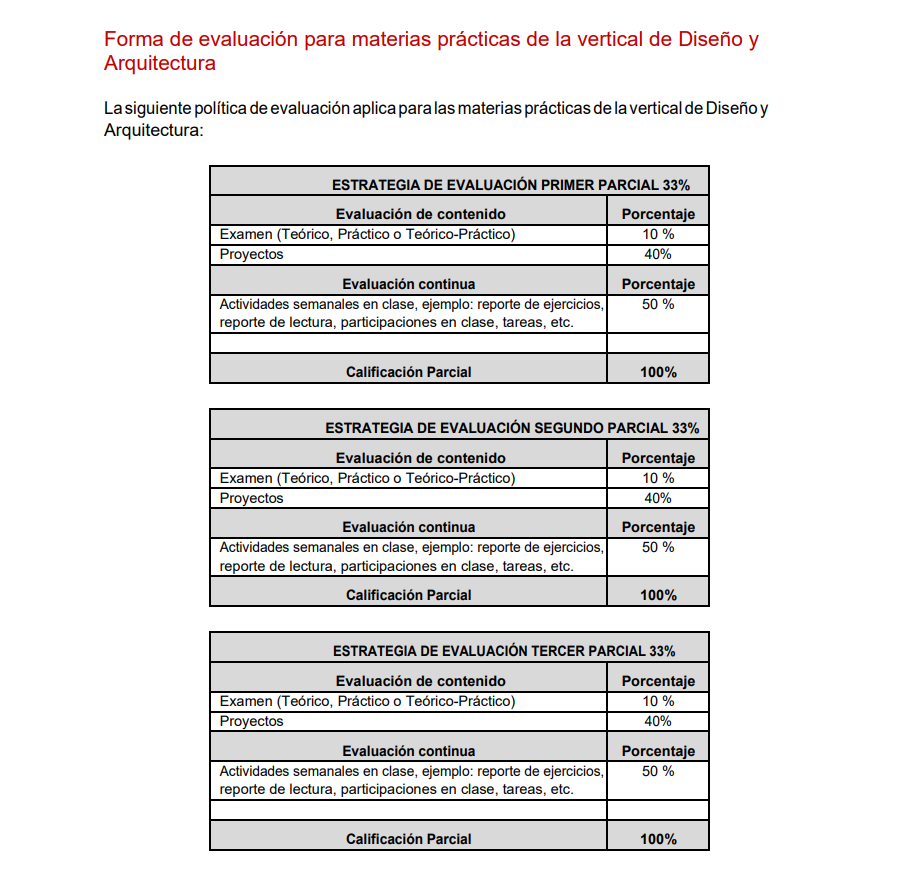 Forma de evaluación para materias prácticas de la vertical de Diseño y
Arquitectura
La siguiente política de evaluación aplica para las materias prácticas de la vertical de Diseño y
Arquitectura:
ESTRATEGIA DE EVALUACIÓN PRIMER PARCIAL 33%
Evaluación de contenido Porcentaje
Examen (Teórico, Práctico o Teórico-Práctico) 10 %
Proyectos 40%
Evaluación continua Porcentaje
Actividades semanales en clase, ejemplo: reporte de ejercicios, 50 %
reporte de lectura, participaciones en clase, tareas, etc.
Calificación Parcial 100%
ESTRATEGIA DE EVALUACIÓN SEGUNDO PARCIAL 33%
Evaluación de contenido Porcentaje
Examen (Teórico, Práctico o Teórico-Práctico) 10 %
Proyectos 40%
Evaluación continua Porcentaje
Actividades semanales en clase, ejemplo: reporte de ejercicios, 50 %
reporte de lectura, participaciones en clase, tareas, etc.
Calificación Parcial 100%
ESTRATEGIA DE EVALUACIÓN TERCER PARCIAL 33%
Evaluación de contenido Porcentaje
Examen (Teórico, Práctico o Teórico-Práctico) 10 %
Proyectos 40%
Evaluación continua Porcentaje
Actividades semanales en clase, ejemplo: reporte de ejercicios, 50 %
reporte de lectura, participaciones en clase, tareas, etc.
Calificación Parcial 100%